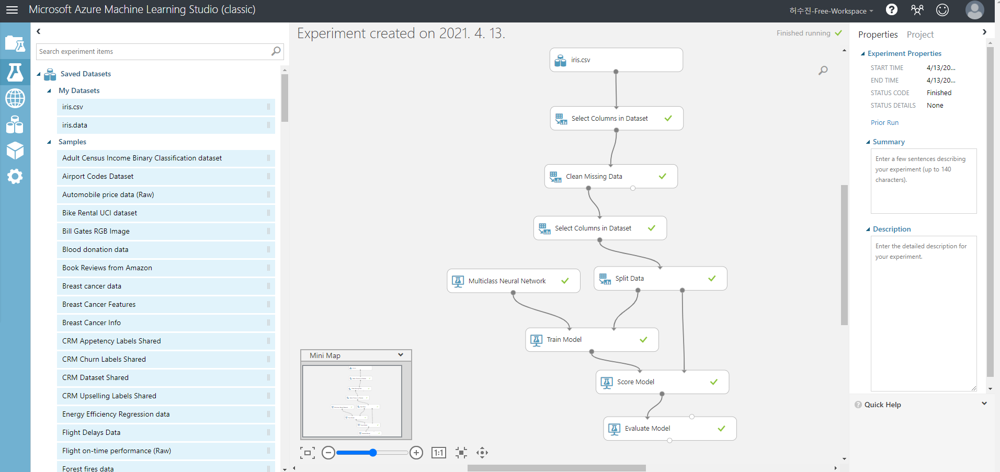 Microsoft Azure Machine Learning Studio (classic)
허수진-Free-Workspace
Search experiment items
Saved Datasets
My Datasets
iris.csv
iris.data
Samples
Adult Census Income Binary Classification dataset
Airport Codes Dataset
Automobile price data (Raw)
Bike Rental UCI dataset
Bill Gates RGB Image
Blood donation data
Book Reviews from Amazon
Breast cancer data
Breast Cancer Features
Breast Cancer Info
CRM Appetency Labels Shared
CRM Churn Labels Shared
CRM Dataset Shared
CRM Upselling Labels Shared
Energy Efficiency Regression data
Flight Delays Data
Flight on-time performance (Raw)
Forest fires data
Experiment created on 2021. 4. 13.
Finished running
iris.csv
Select Columns in Dataset
Clean Missing Data
Select Columns in Dataset
Multiclass Neural Network
Split Data
Train Model
Score Model
Evaluate Model
Mini Map
1:1
Properties Project
Experiment Properties
START TIME 4/13/20...
END TIME 4/13/20...
STATUS CODE Finished
STATUS DETAILS None
Prior Run
Summary
Enter a few sentences describing
your experiment (up to 140
characters).
Description
Enter the detailed description for
your experiment.
Quick Help